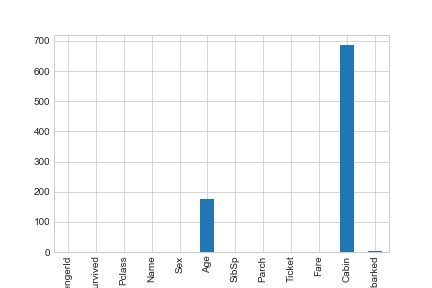 700
600
500
400
300
200
100
0
engerId
urvived
Pclass
Name
Sex
Age
SibSp
Parch
Ticket
Fare
Cabin
barked